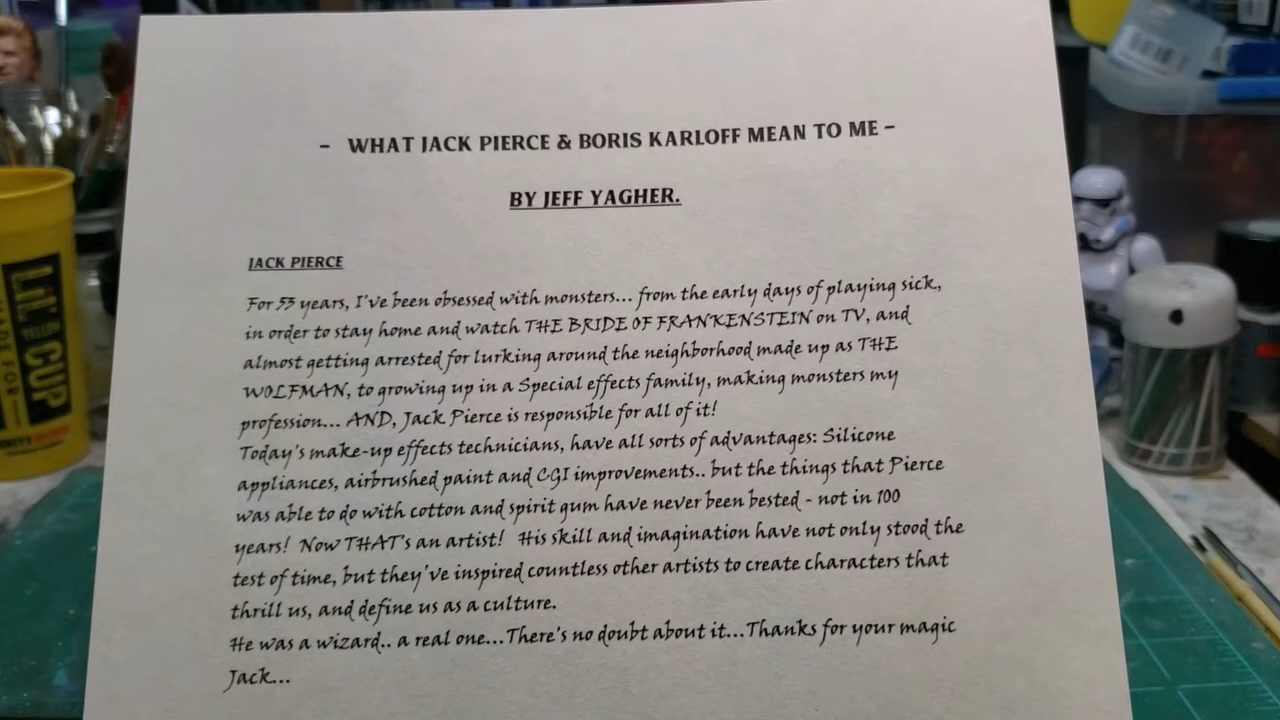 - WHAT JACK PIERCE & BORIS KARLOFF MEAN TO ME -
BY JEFF YAGHER.
JACK PIERCE
For 55 years, I've been obsessed with monsters... from the early days of playing sick,
in order to stay home and watch THE BRIDE OF FRANKENSTEIN on TV, and
almost getting arrested for lurking around the neighborhood made up as THE
WOLFMAN, to growing up in a Special effects family, making monsters my
profession... AND, Jack Pierce is responsible for all of it!
Today's make-up effects technicians, have all sorts of advantages: Silicone
appliances, airbrushed paint and CGI improvements.. but the things that Pierce
was able to do with cotton and spirit gum have never been bested - not in 100
years! Now THAT's an artist! His skill and imagination have not only stood the
test of time, but they've inspired countless other artists to create characters that
thrill us, and define us as a culture.
He was a wizard.. a real one...There's no doubt about it...Thanks for your magic
Jack...
LIL'
CUP